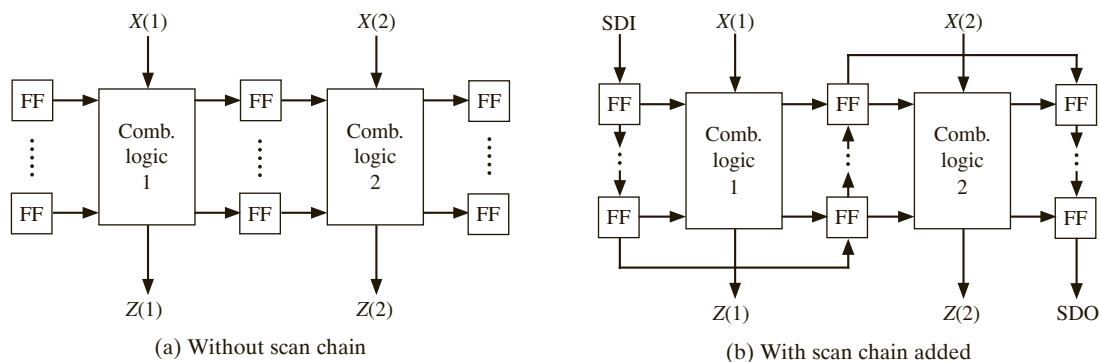 X(1)
X(2)
FF
FF
FF
Comb.
logic
1
Comb.
logic
2
FF
FF
FF
Z(1)
Z(2)
(a) Without scan chain
SDI
X(1)
X(2)
FF
FF
FF
Comb.
logic
1
Comb.
logic
2
FF
FF
FF
Z(1)
Z(2)
SDO
(b) With scan chain added